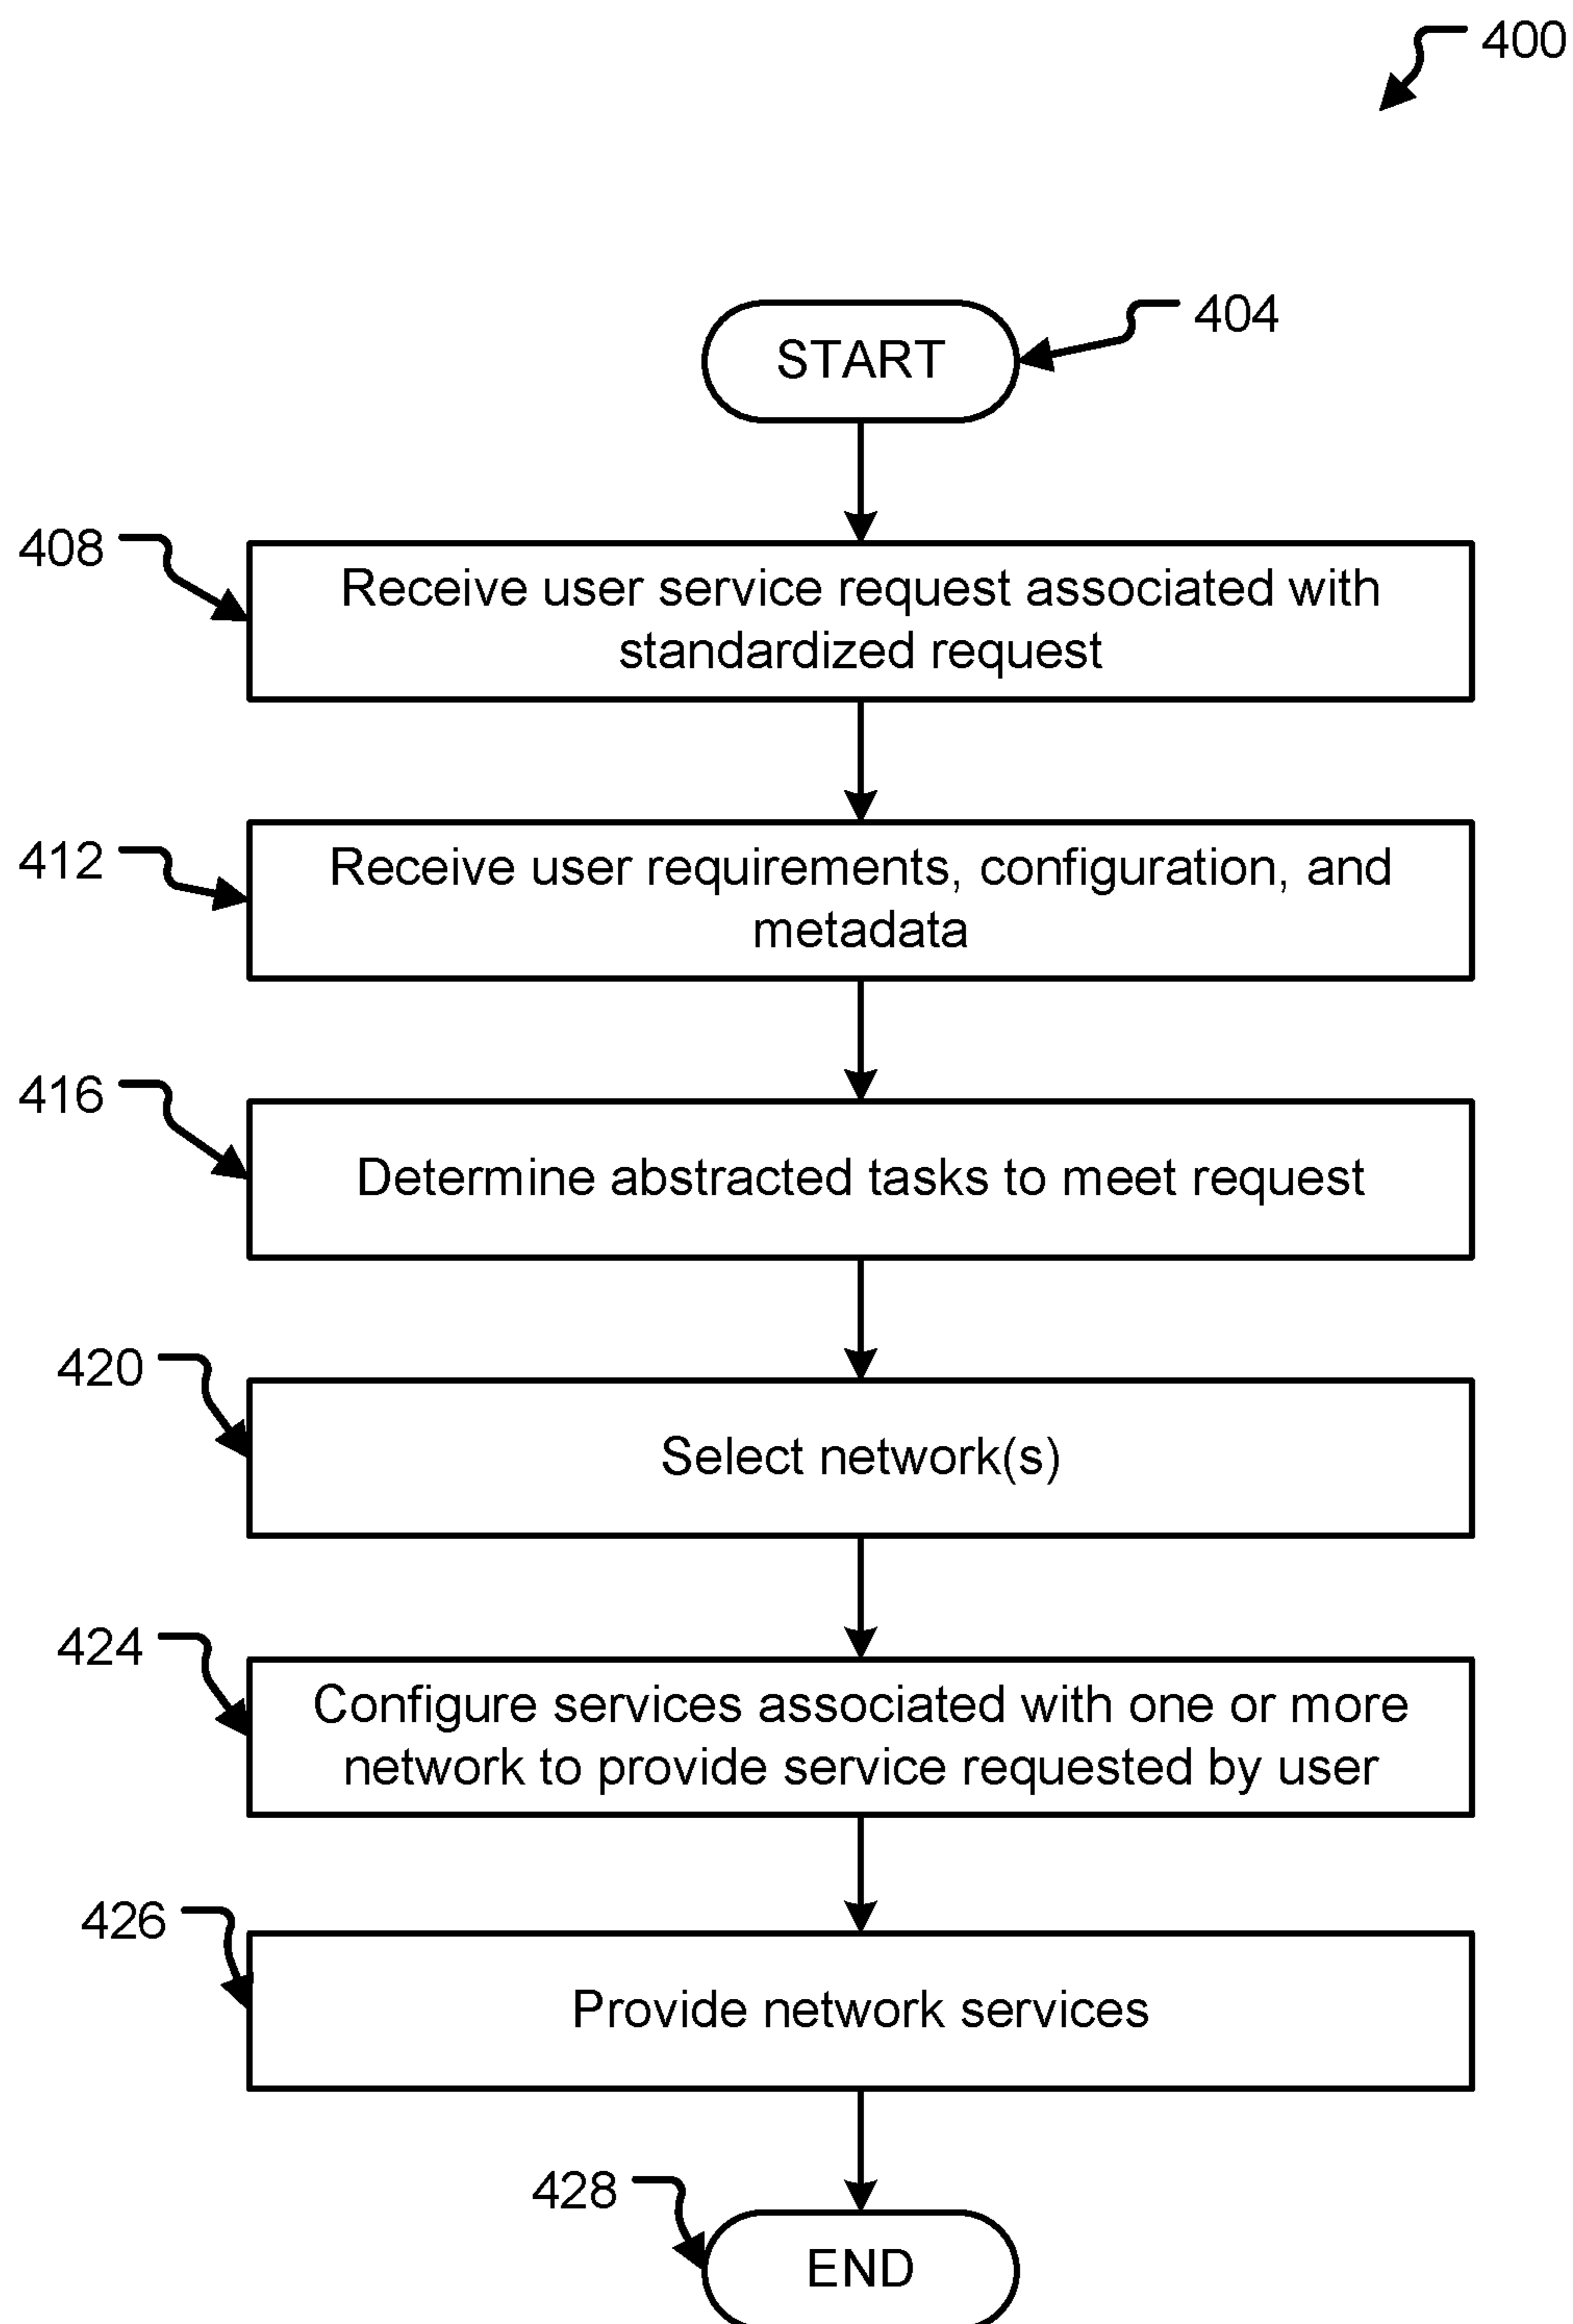 400
START
404
408
Receive user service request associated with
standardized request
412
Receive user requirements, configuration, and
metadata
416
Determine abstracted tasks to meet request
420
Select network(s)
424
Configure services associated with one or more
network to provide service requested by user
426
Provide network services
428
END